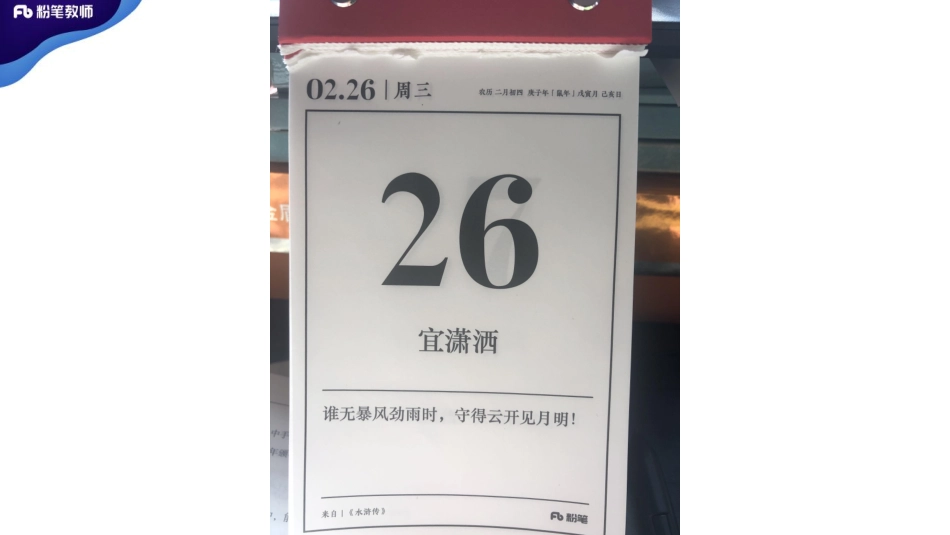 Fb 粉笔教师
02.26 | 周三
农历 二月初四 庚子年「鼠年」戊寅月 己亥日
26
宜潇洒
谁无暴风劲雨时，守得云开见月明！
来自 |《水浒传》
Fb 粉笔